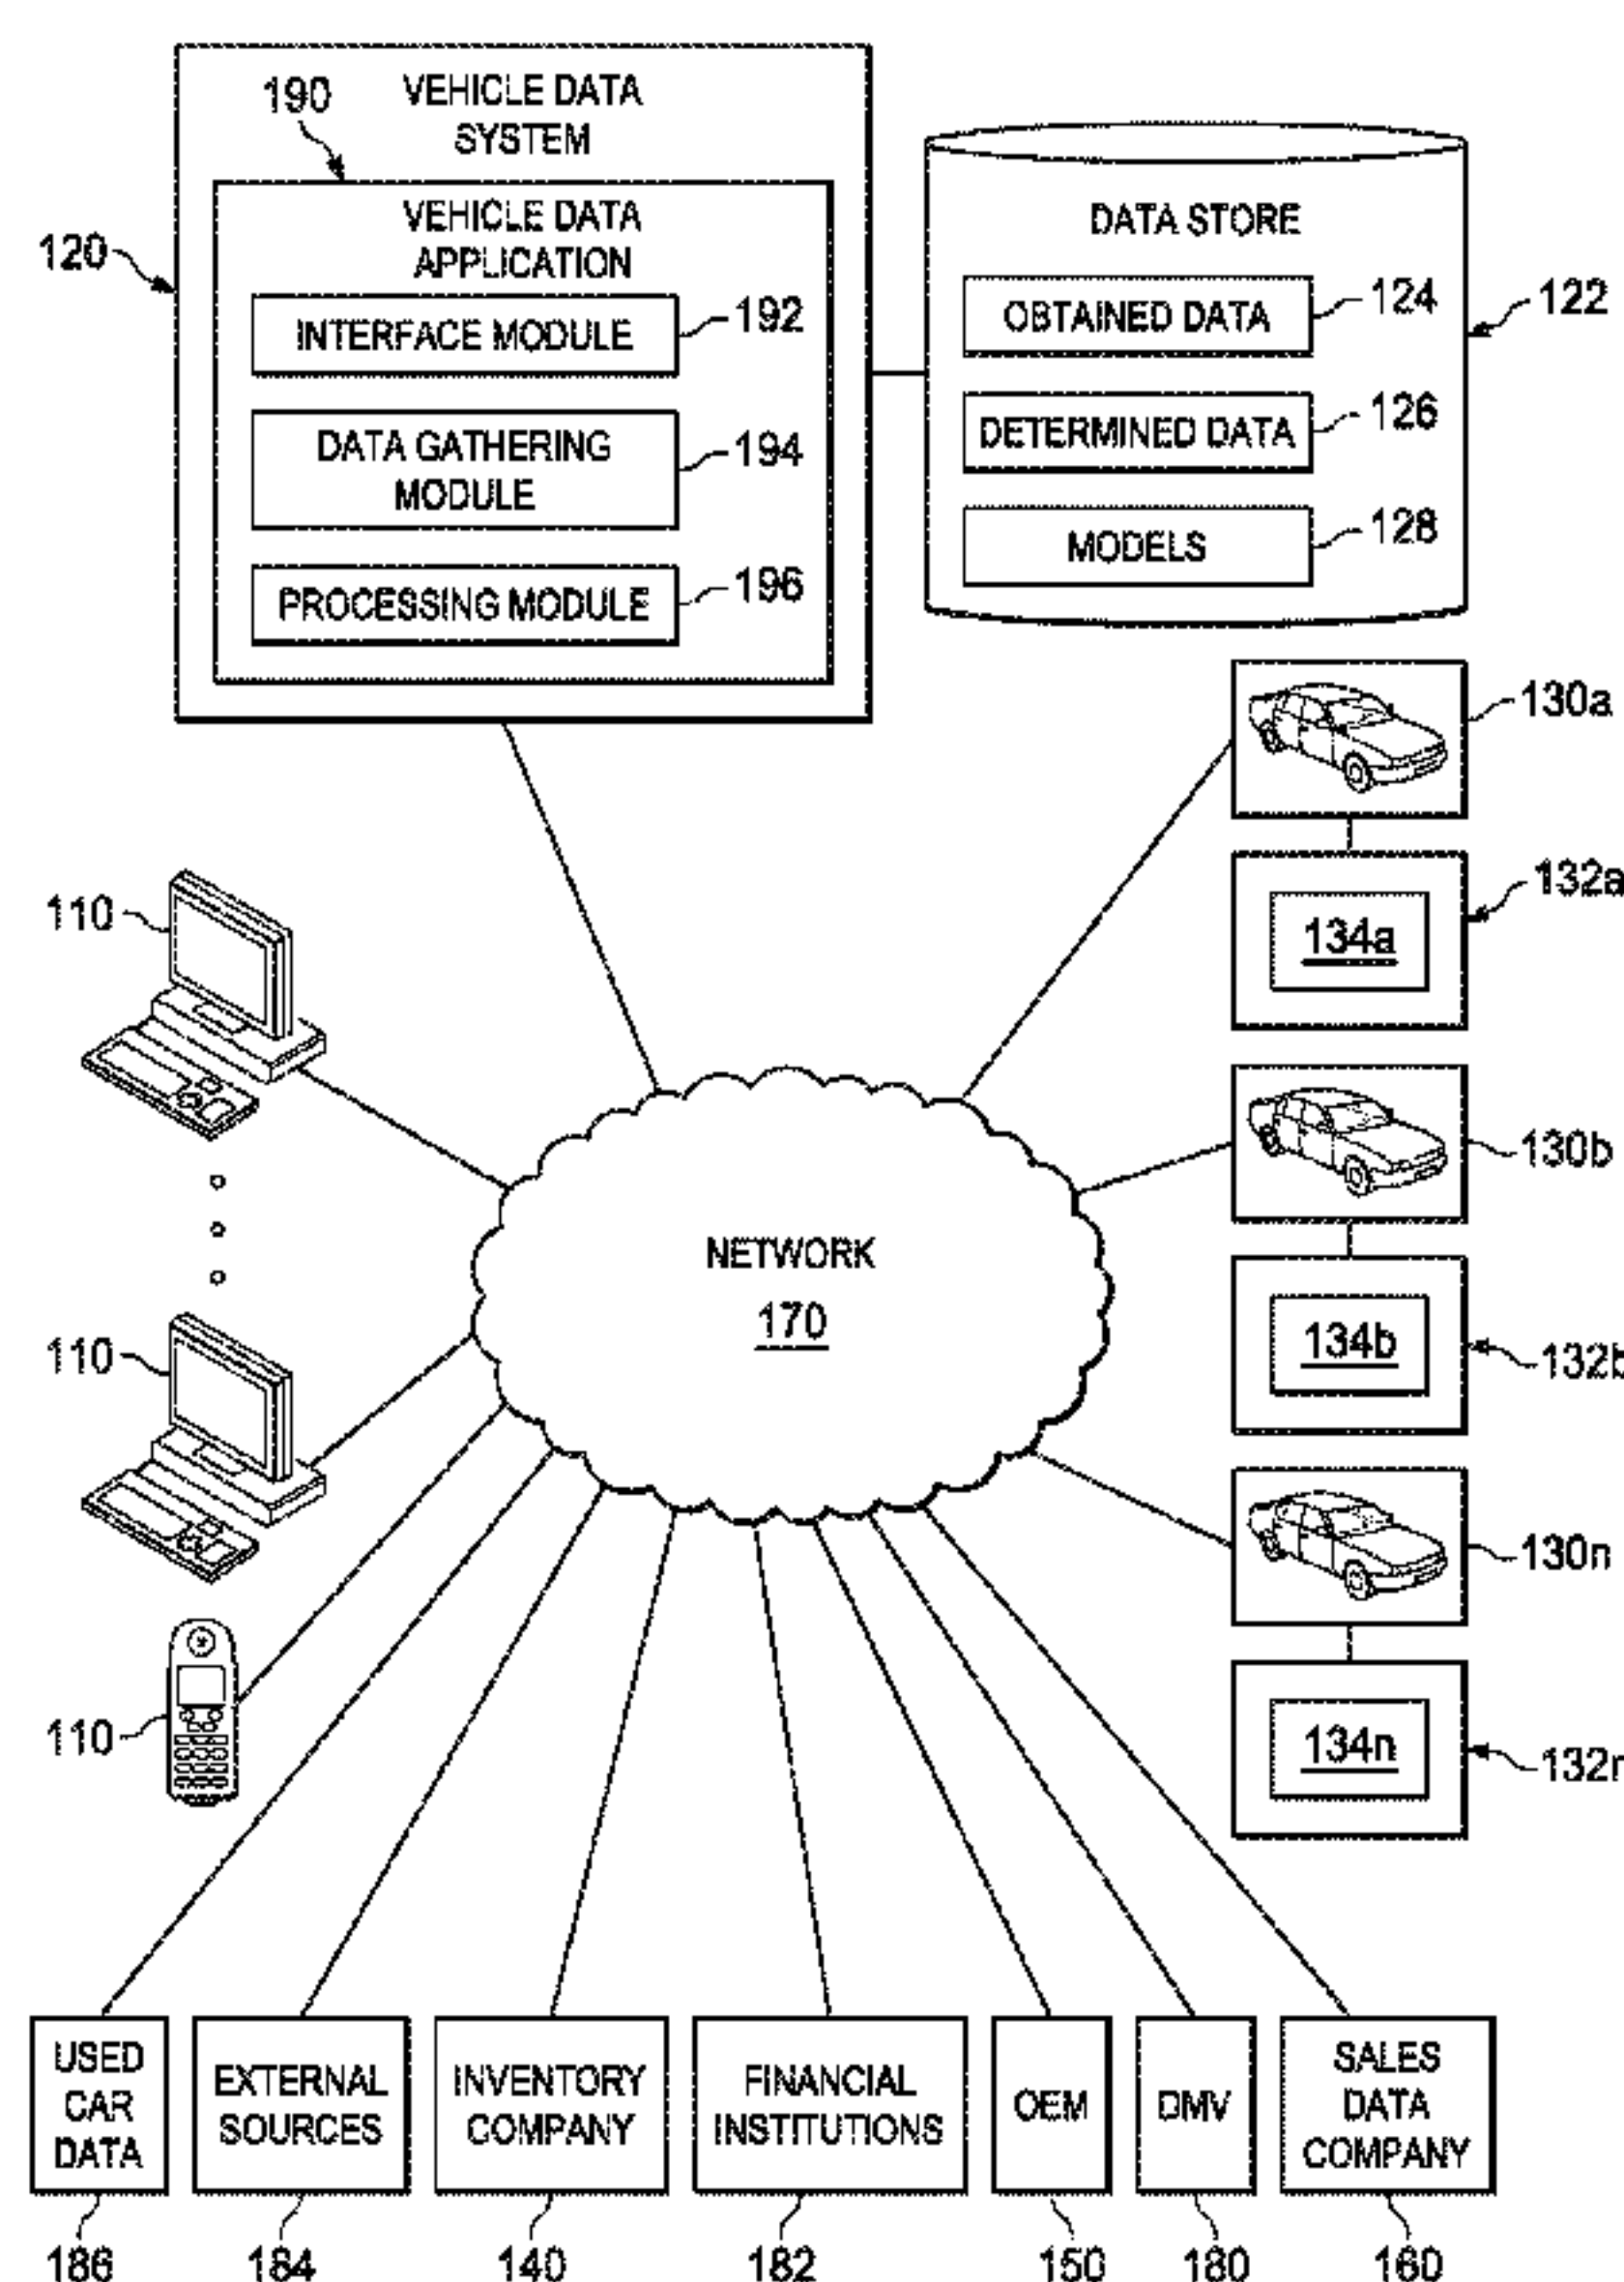 VEHICLE DATA
SYSTEM
190
VEHICLE DATA
APPLICATION
120
INTERFACE MODULE
192
DATA GATHERING
MODULE
194
PROCESSING MODULE
196
DATA STORE
OBTAINED DATA
124
122
DETERMINED DATA
126
MODELS
128
130a
132a
134a
110
130b
NETWORK
170
134b
132b
110
130n
134n
132n
110
USED
CAR
DATA
EXTERNAL
SOURCES
INVENTORY
COMPANY
FINANCIAL
INSTITUTIONS
OEM
DMV
SALES
DATA
COMPANY
186
184
140
182
150
180
160